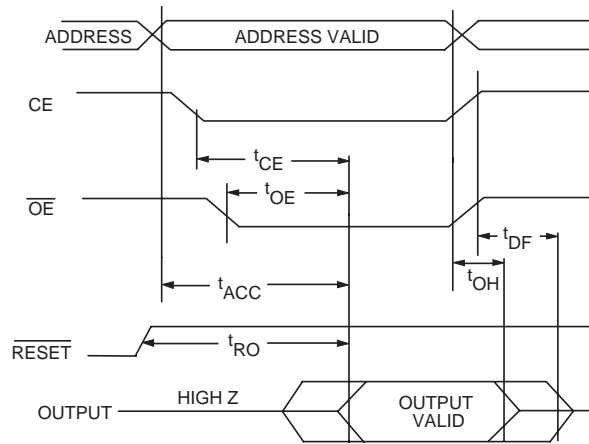 ADDRESS ADDRESS VALID
CE
tCE
tOE
OE
tDF
tOH
tACC
RESET
tRO
HIGH Z
OUTPUT
OUTPUT
VALID